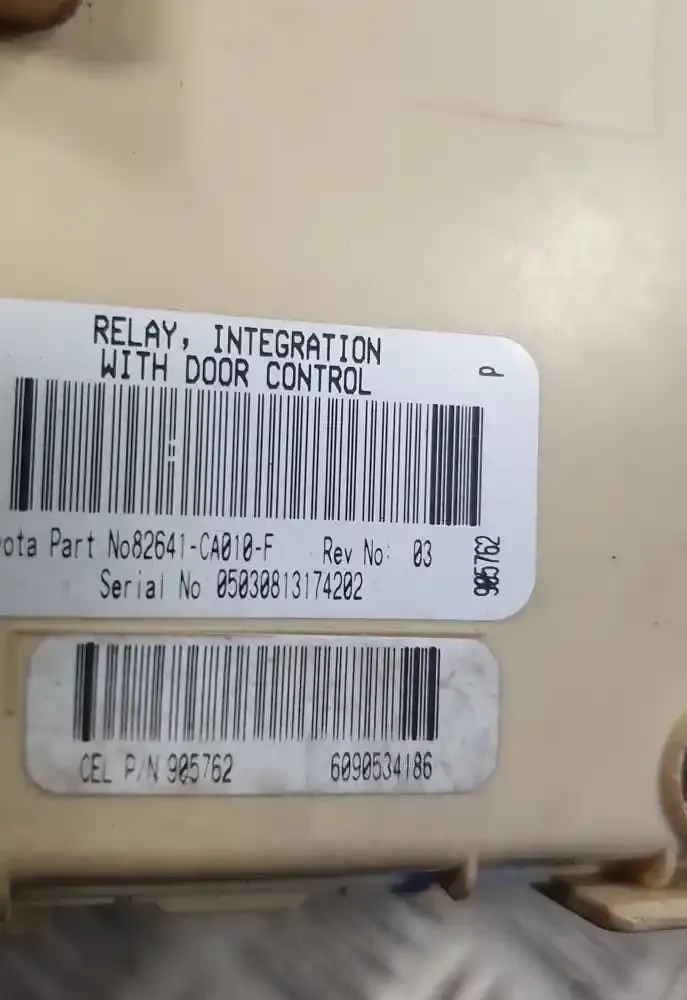 RELAY, INTEGRATION
WITH DOOR CONTROL
P
ota Part No82641-CA010-F Rev No: 03
905762
Serial No 05030813174202
CEL P/N 905762 6090534186